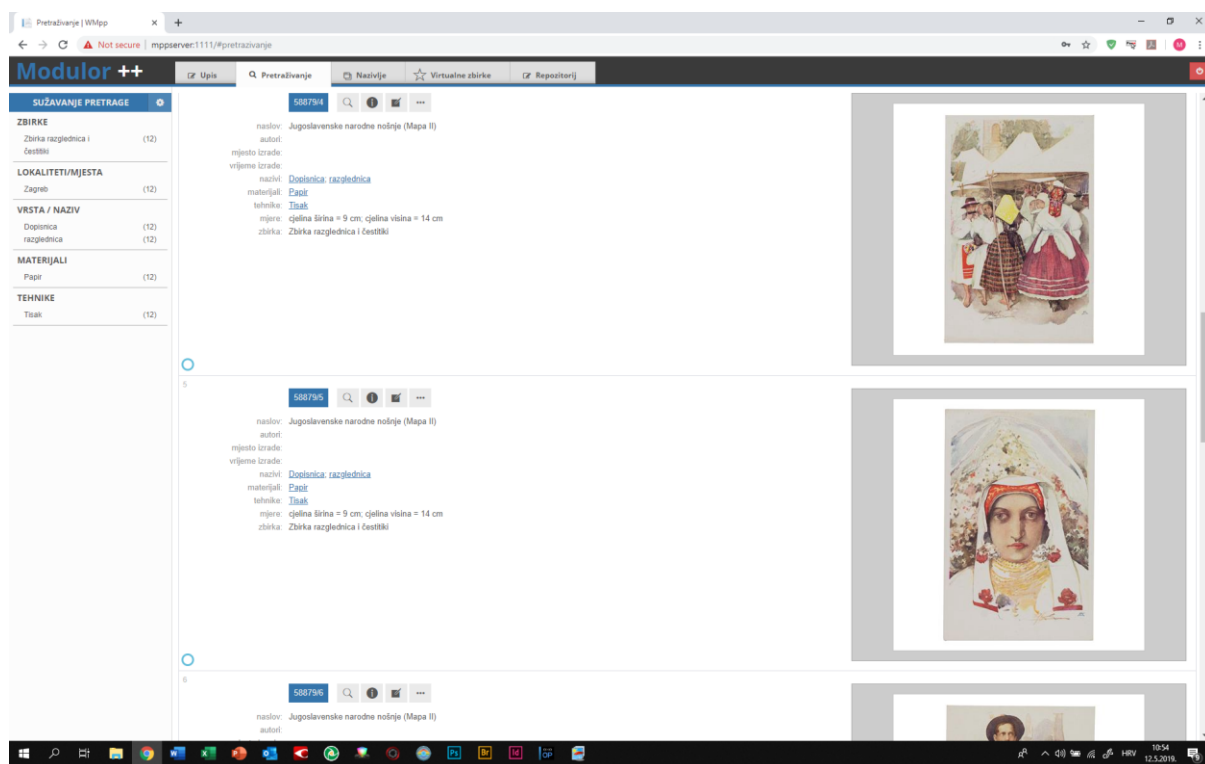 Pretraživanje | WMpp
Not secure | mppserver:1111/#pretrazivanje
Modulor ++
Upis
Pretraživanje
Nazivlje
Virtualne zbirke
Repozitorij
SUŽAVANJE PRETRAGE
ZBIRKE
Zbirka razglednica i (12)
čestitki
LOKALITETI/MJESTA
Zagreb (12)
VRSTA / NAZIV
Dopisnica (12)
razglednica (12)
MATERIJALI
Papir (12)
TEHNIKE
Tisak (12)
58879/4
naslov: Jugoslavenske narodne nošnje (Mapa II)
autori:
mjesto izrade:
vrijeme izrade:
nazivi: Dopisnica; razglednica
materijali: Papir
tehnike: Tisak
mjere: cjelina širina = 9 cm; cjelina visina = 14 cm
zbirka: Zbirka razglednica i čestitki
5
58879/5
naslov: Jugoslavenske narodne nošnje (Mapa II)
autori:
mjesto izrade:
vrijeme izrade:
nazivi: Dopisnica; razglednica
materijali: Papir
tehnike: Tisak
mjere: cjelina širina = 9 cm; cjelina visina = 14 cm
zbirka: Zbirka razglednica i čestitki
6
58879/6
naslov: Jugoslavenske narodne nošnje (Mapa II)
autori:
HRV
10:54
12.5.2019.